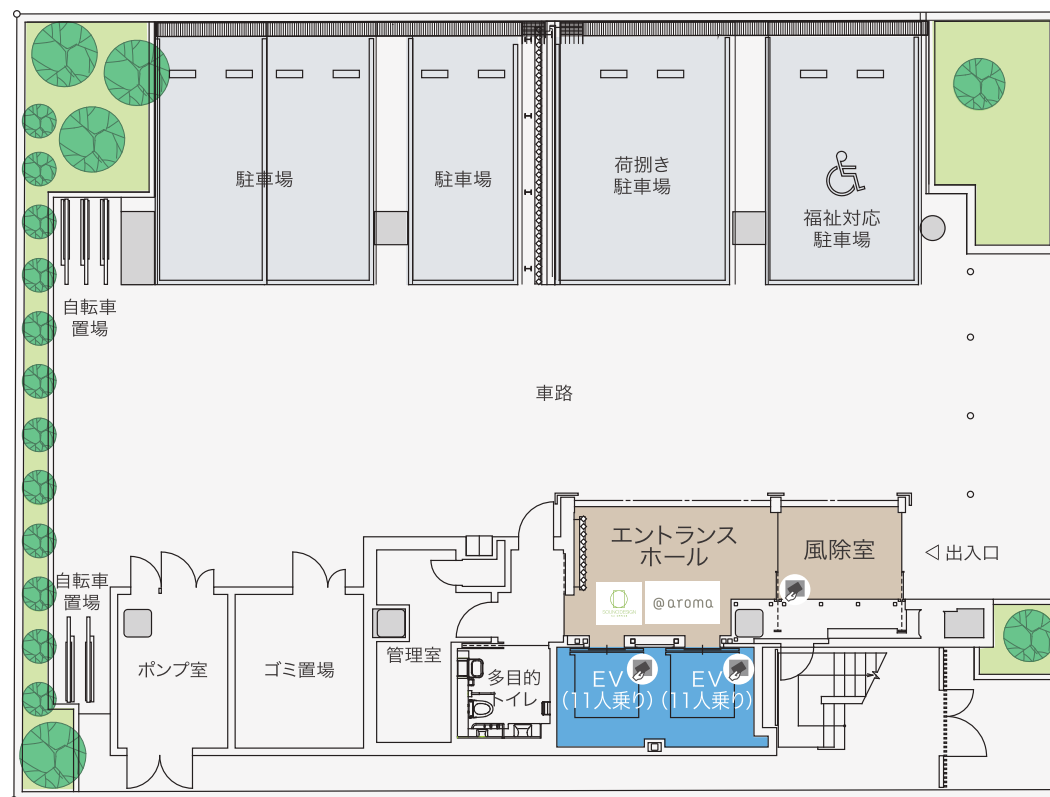 駐車場
駐車場
荷捌き
駐車場
福祉対応
駐車場
自転車
置場
車路
エントランス
ホール
風除室
◁ 出入口
@aroma
自転車
置場
ポンプ室
ゴミ置場
管理室
多目的
トイレ
EV
(11人乗り)
EV
(11人乗り)